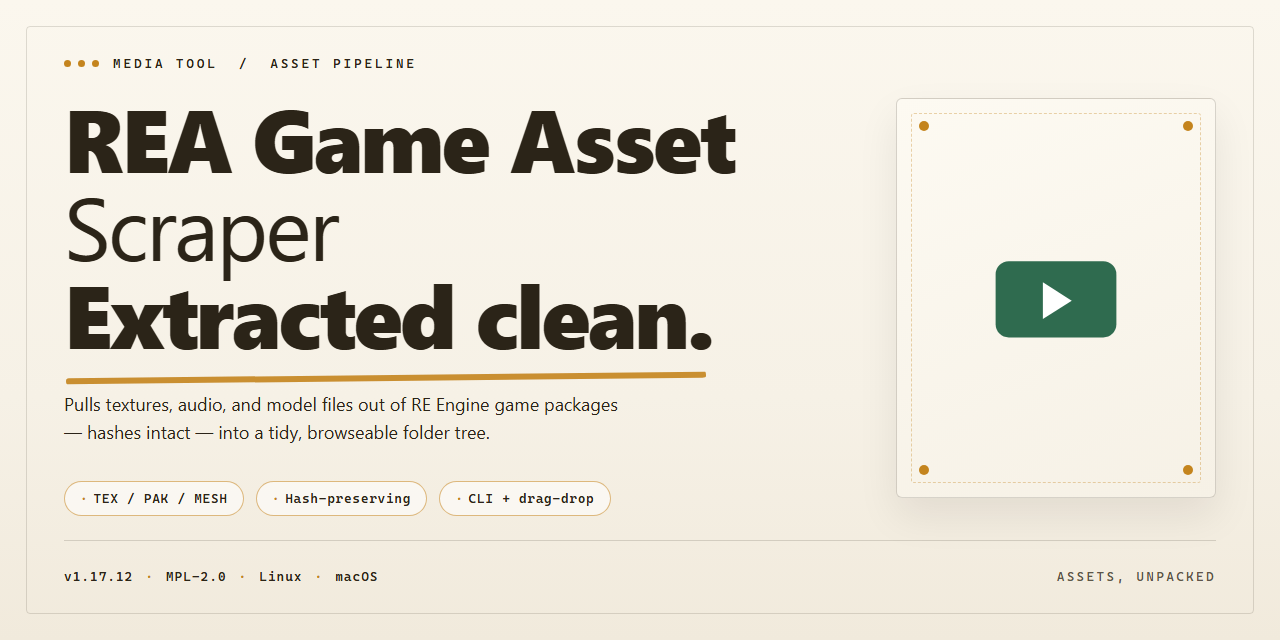 MEDIA TOOL / ASSET PIPELINE
REA Game Asset
Scraper
Extracted clean.
Pulls textures, audio, and model files out of RE Engine game packages
— hashes intact — into a tidy, browseable folder tree.
· TEX / PAK / MESH · Hash-preserving · CLI + drag-drop
v1.17.12 · MPL-2.0 · Linux · macOS ASSETS, UNPACKED